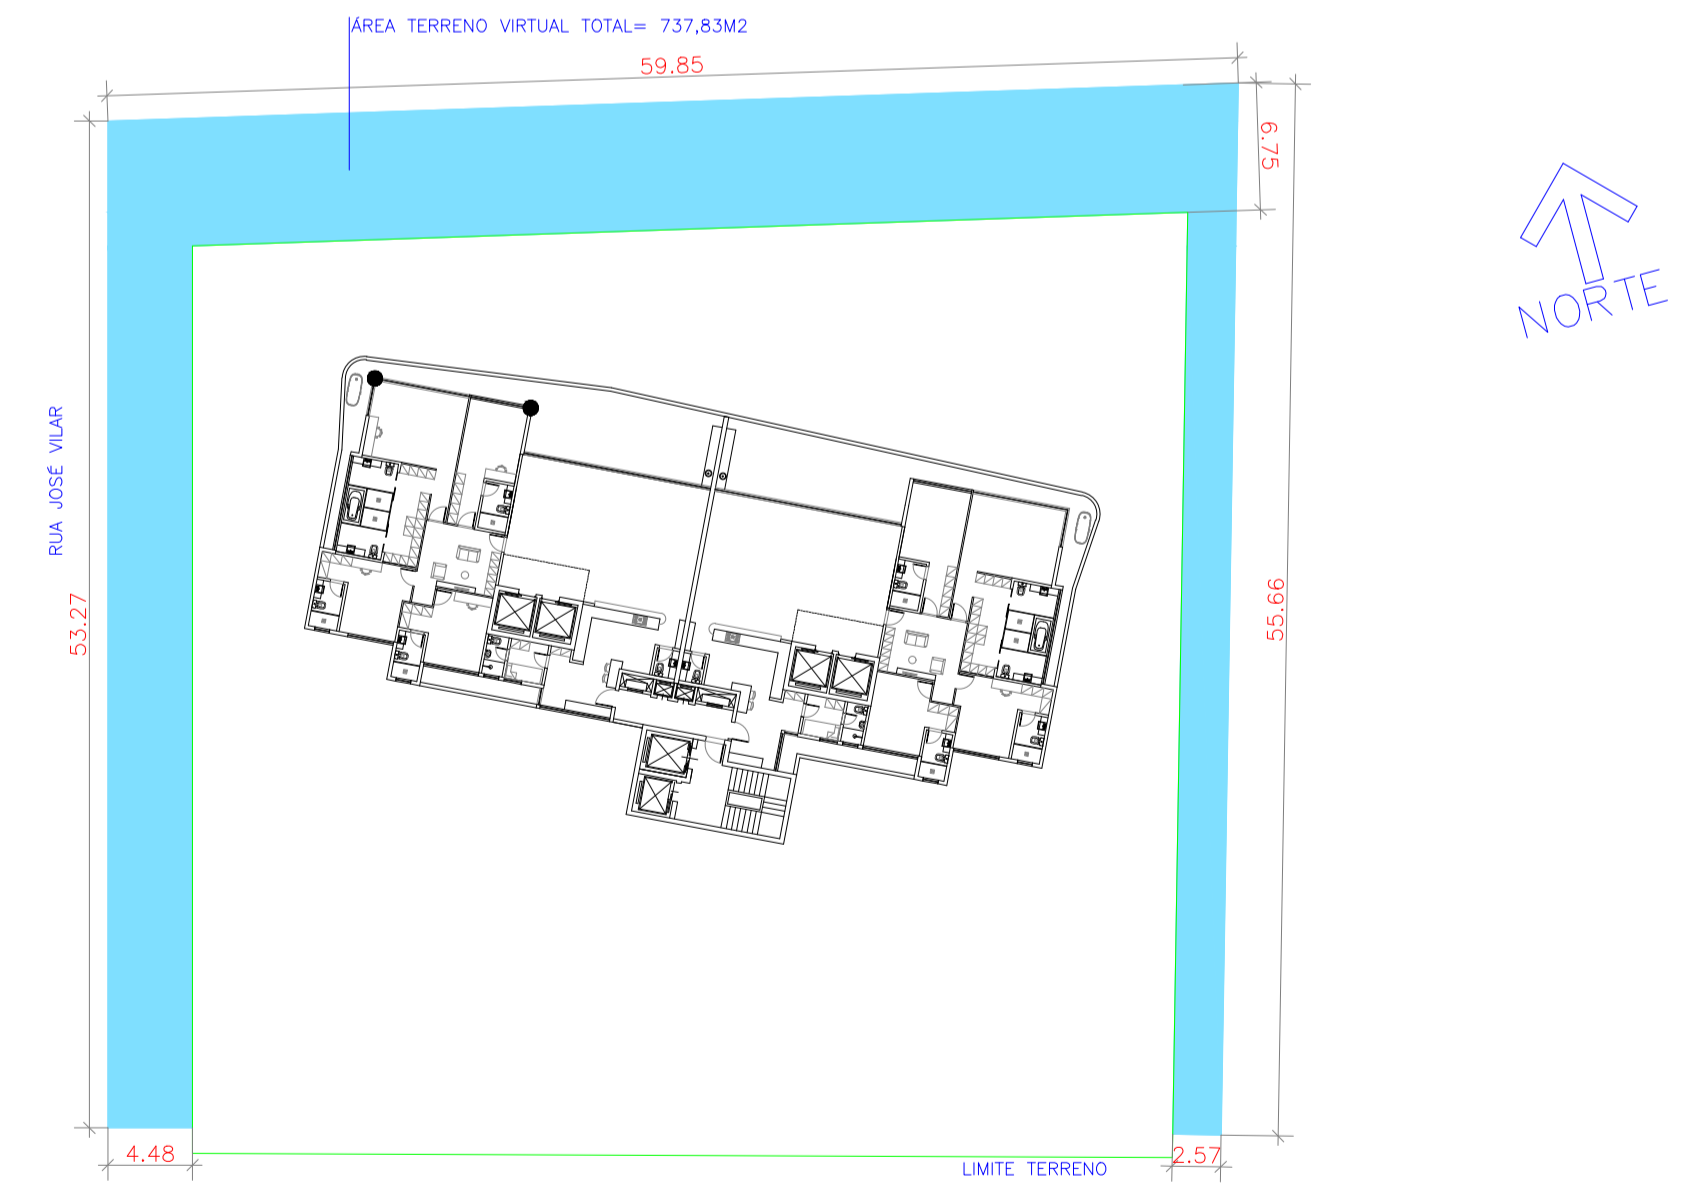 ÁREA TERRENO VIRTUAL TOTAL= 737,83M2
59.85
6.75
NORTE
RUA JOSÉ VILAR
53.27
55.66
4.48
2.57
LIMITE TERRENO